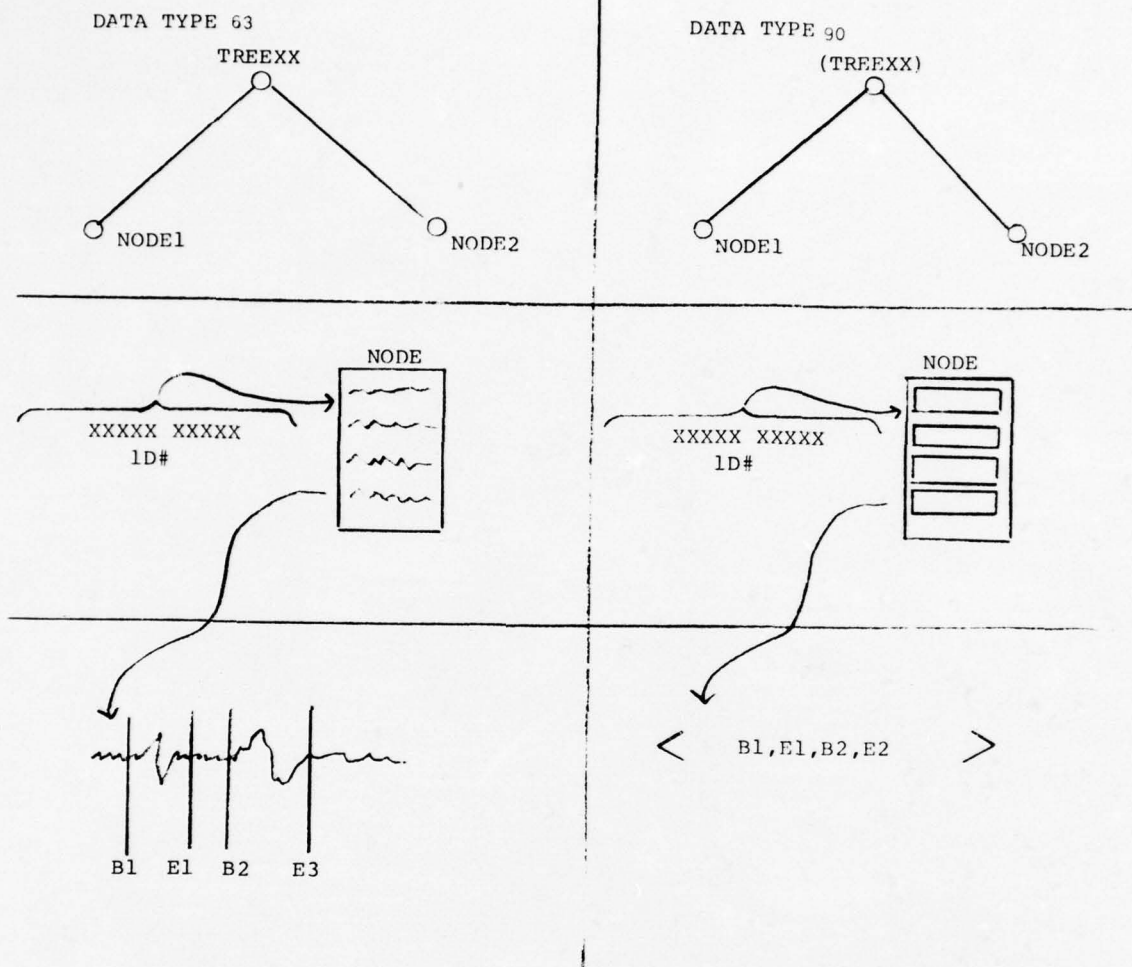 DATA TYPE 63
TREEXX
NODE1
NODE2
DATA TYPE 90
(TREEXX)
NODE1
NODE2
NODE
XXXXX XXXXX
1D#
NODE
XXXXX XXXXX
1D#
B1 E1 B2 E3
< B1,E1,B2,E2 >